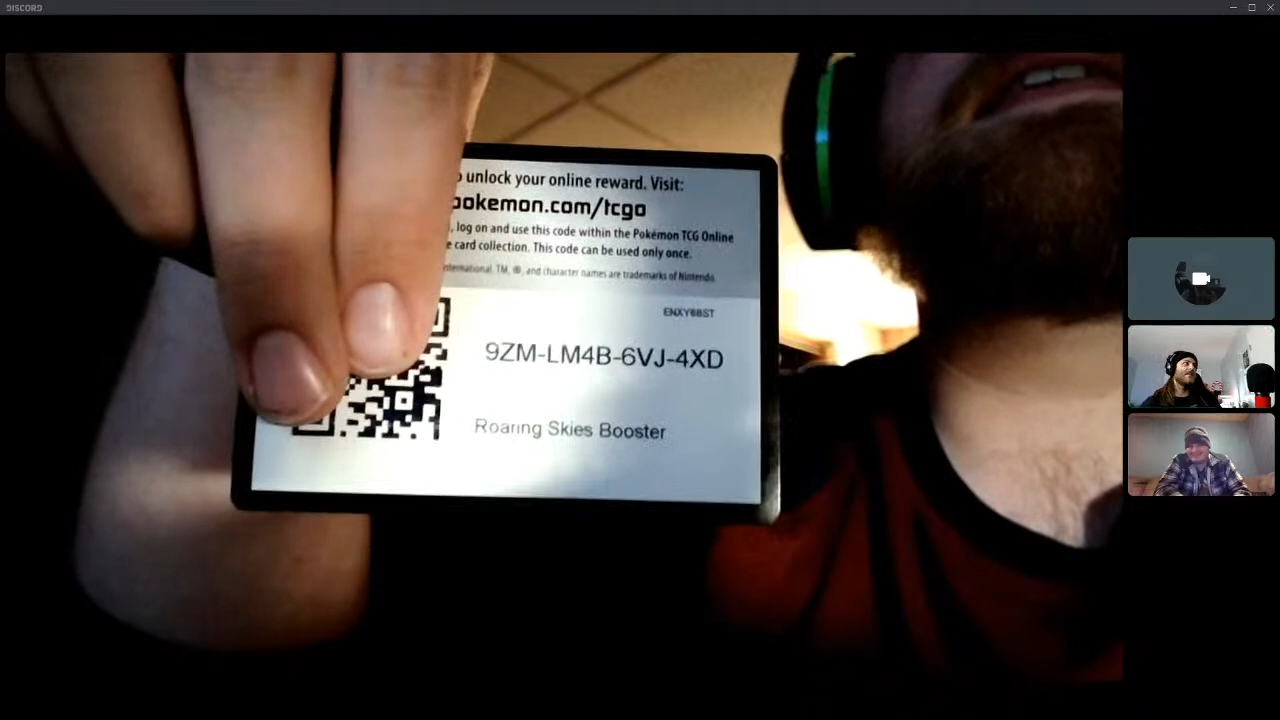 DISCORD
unlock your online reward. Visit:
pokemon.com/tcgo
, log on and use this code within the Pokémon TCG Online
card collection. This code can be used only once.
TM, ®, and character names are trademarks of Nintendo.
ENXY6BST
9ZM-LM4B-6VJ-4XD
Roaring Skies Booster